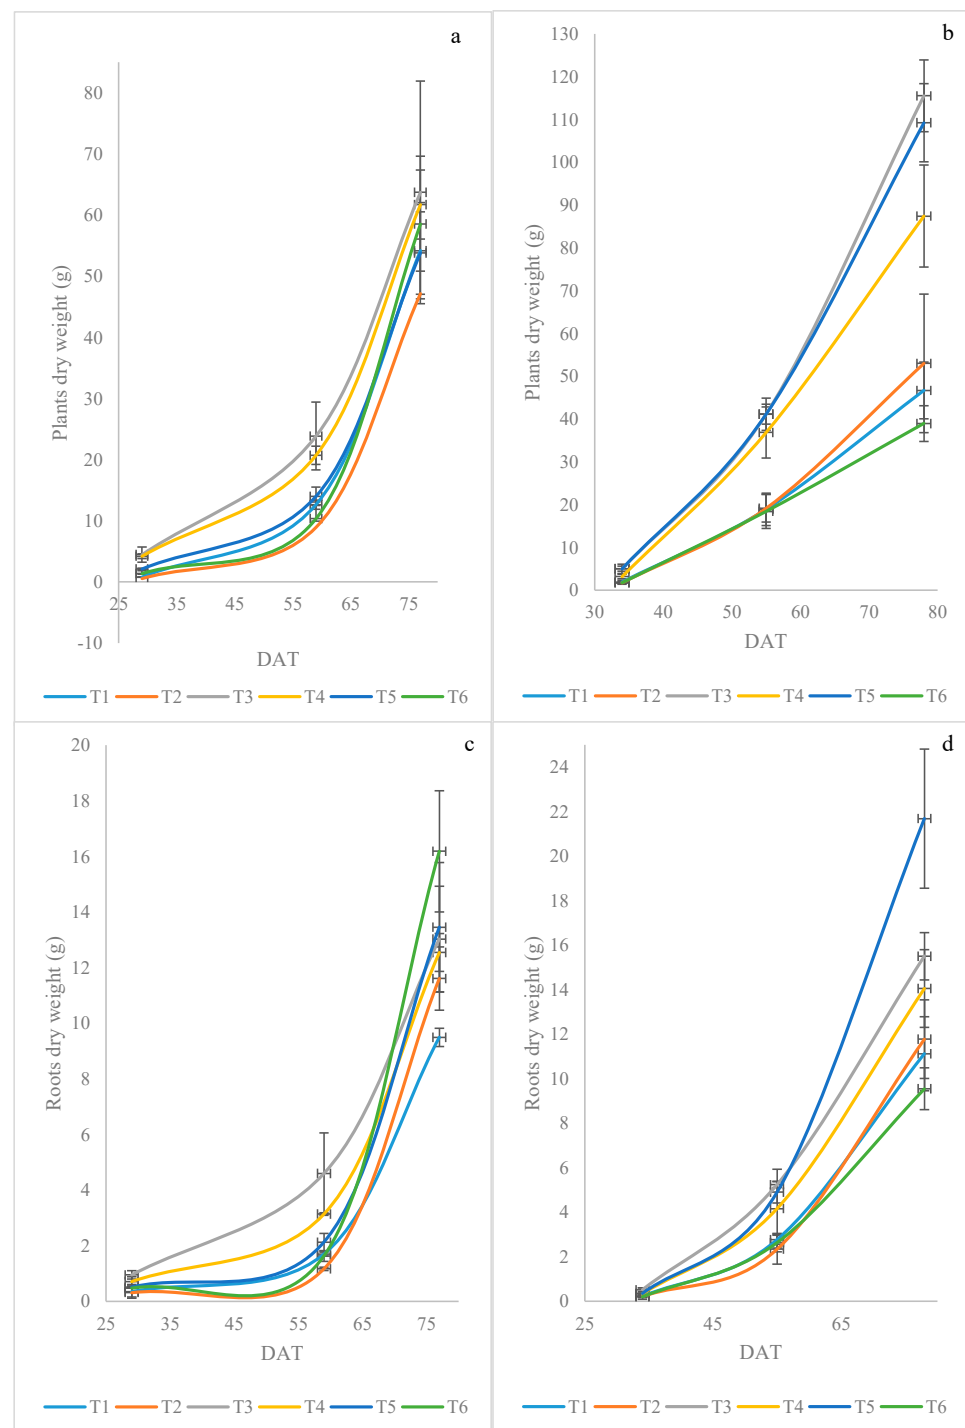 a
80
70
60
50
40
30
20
10
0
-10
25 35 45 55 65 75
Plants dry weight (g)
DAT
T1 T2 T3 T4 T5 T6
b
130
120
110
100
90
80
70
60
50
40
30
20
10
0
30 40 50 60 70 80
Plants dry weight (g)
DAT
T1 T2 T3 T4 T5 T6
c
20
18
16
14
12
10
8
6
4
2
0
25 35 45 55 65 75
Roots dry weight (g)
DAT
T1 T2 T3 T4 T5 T6
d
24
22
20
18
16
14
12
10
8
6
4
2
0
25 45 65
Roots dry weight (g)
DAT
T1 T2 T3 T4 T5 T6